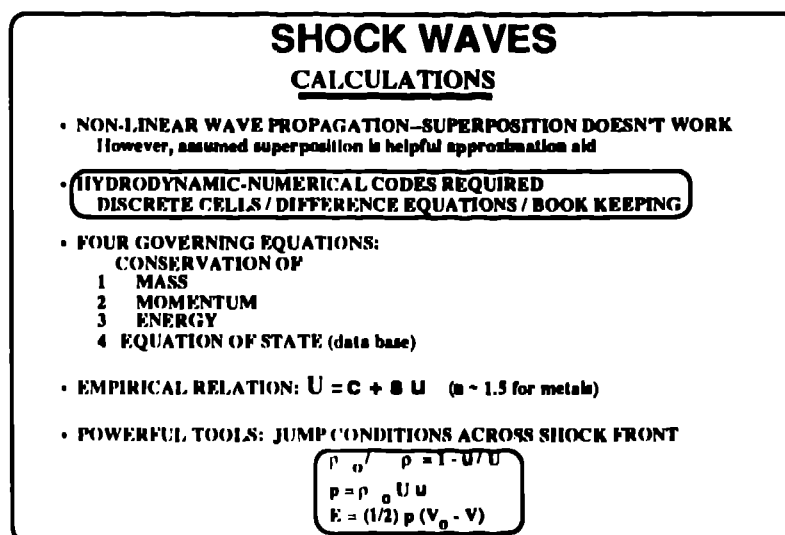 SHOCK WAVES
CALCULATIONS
• NON-LINEAR WAVE PROPAGATION–SUPERPOSITION DOESN'T WORK
However, assumed superposition is helpful approximation aid
• HYDRODYNAMIC-NUMERICAL CODES REQUIRED
DISCRETE CELLS / DIFFERENCE EQUATIONS / BOOK KEEPING
• FOUR GOVERNING EQUATIONS:
CONSERVATION OF
1 MASS
2 MOMENTUM
3 ENERGY
4 EQUATION OF STATE (data base)
• EMPIRICAL RELATION: U = c + s u (s ~ 1.5 for metals)
• POWERFUL TOOLS: JUMP CONDITIONS ACROSS SHOCK FRONT
ρ₀/ ρ = 1 - u/U
p = ρ₀ U u
E = (1/2) p (V₀ - V)